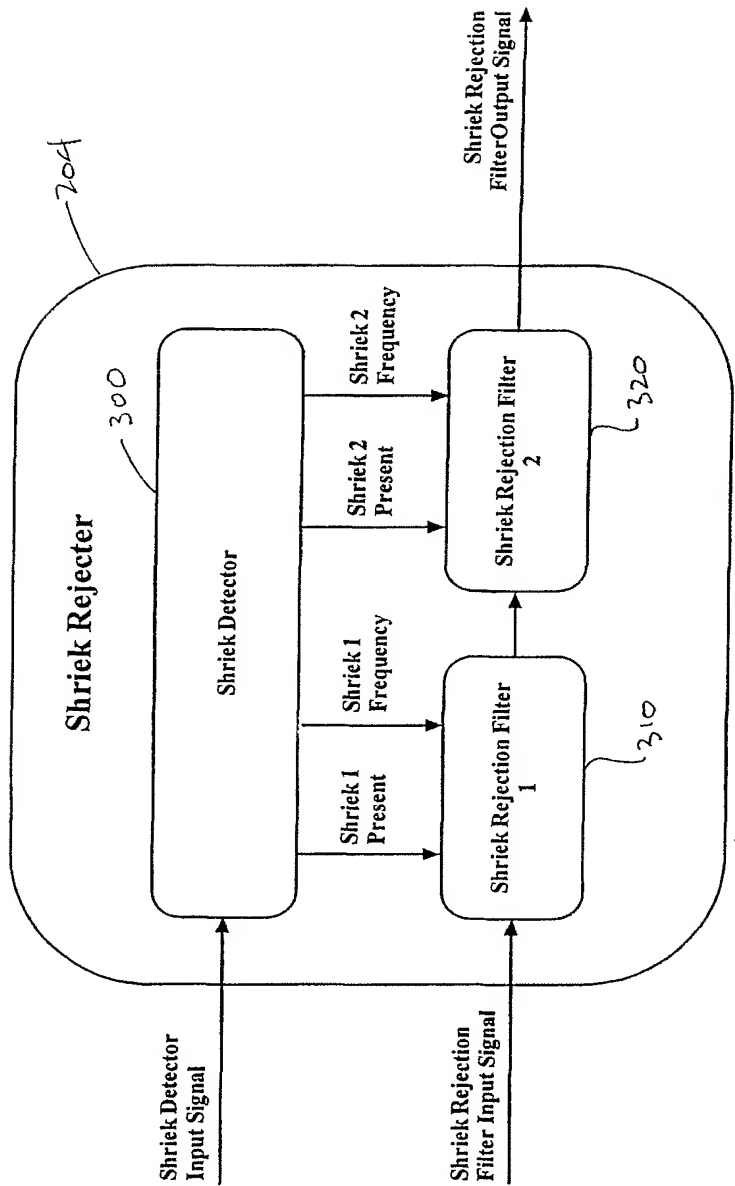 204
Shriek Rejecter
300
Shriek Detector
Shriek Detector
Input Signal
Shriek 1
Present
Shriek 1
Frequency
Shriek 2
Present
Shriek 2
Frequency
Shriek Rejection
Filter Input Signal
Shriek Rejection Filter
1
Shriek Rejection Filter
2
Shriek Rejection
FilterOutput Signal
310
320